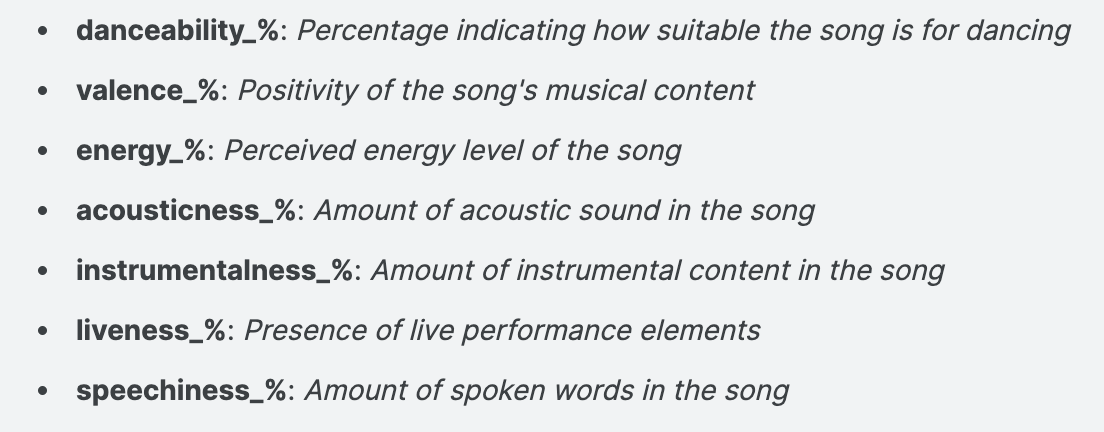 • danceability_%: Percentage indicating how suitable the song is for dancing
• valence_%: Positivity of the song's musical content
• energy_%: Perceived energy level of the song
• acousticness_%: Amount of acoustic sound in the song
• instrumentalness_%: Amount of instrumental content in the song
• liveness_%: Presence of live performance elements
• speechiness_%: Amount of spoken words in the song